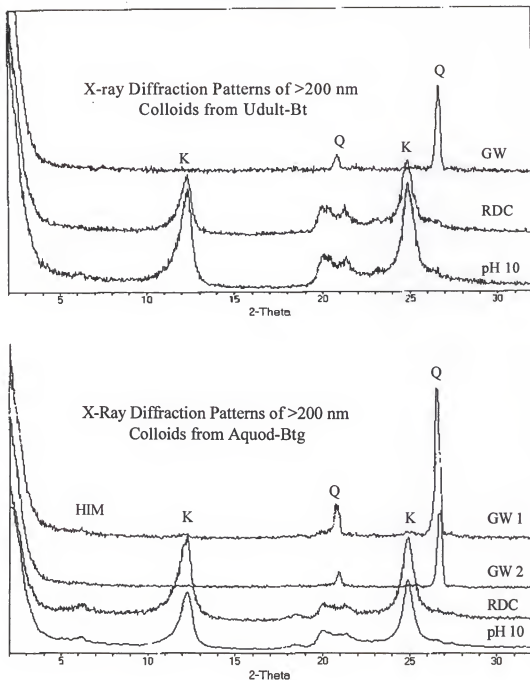 X-ray Diffraction Patterns of >200 nm
Colloids from Udult-Bt
Q
Q
K
K
GW
RDC
pH 10
5 10 15 20 25 30
2-Theta
X-Ray Diffraction Patterns of >200 nm
Colloids from Aquod-Btg
Q
Q
HIM
K
K
GW 1
GW 2
RDC
pH 10
5 10 15 20 25 30
2-Theta